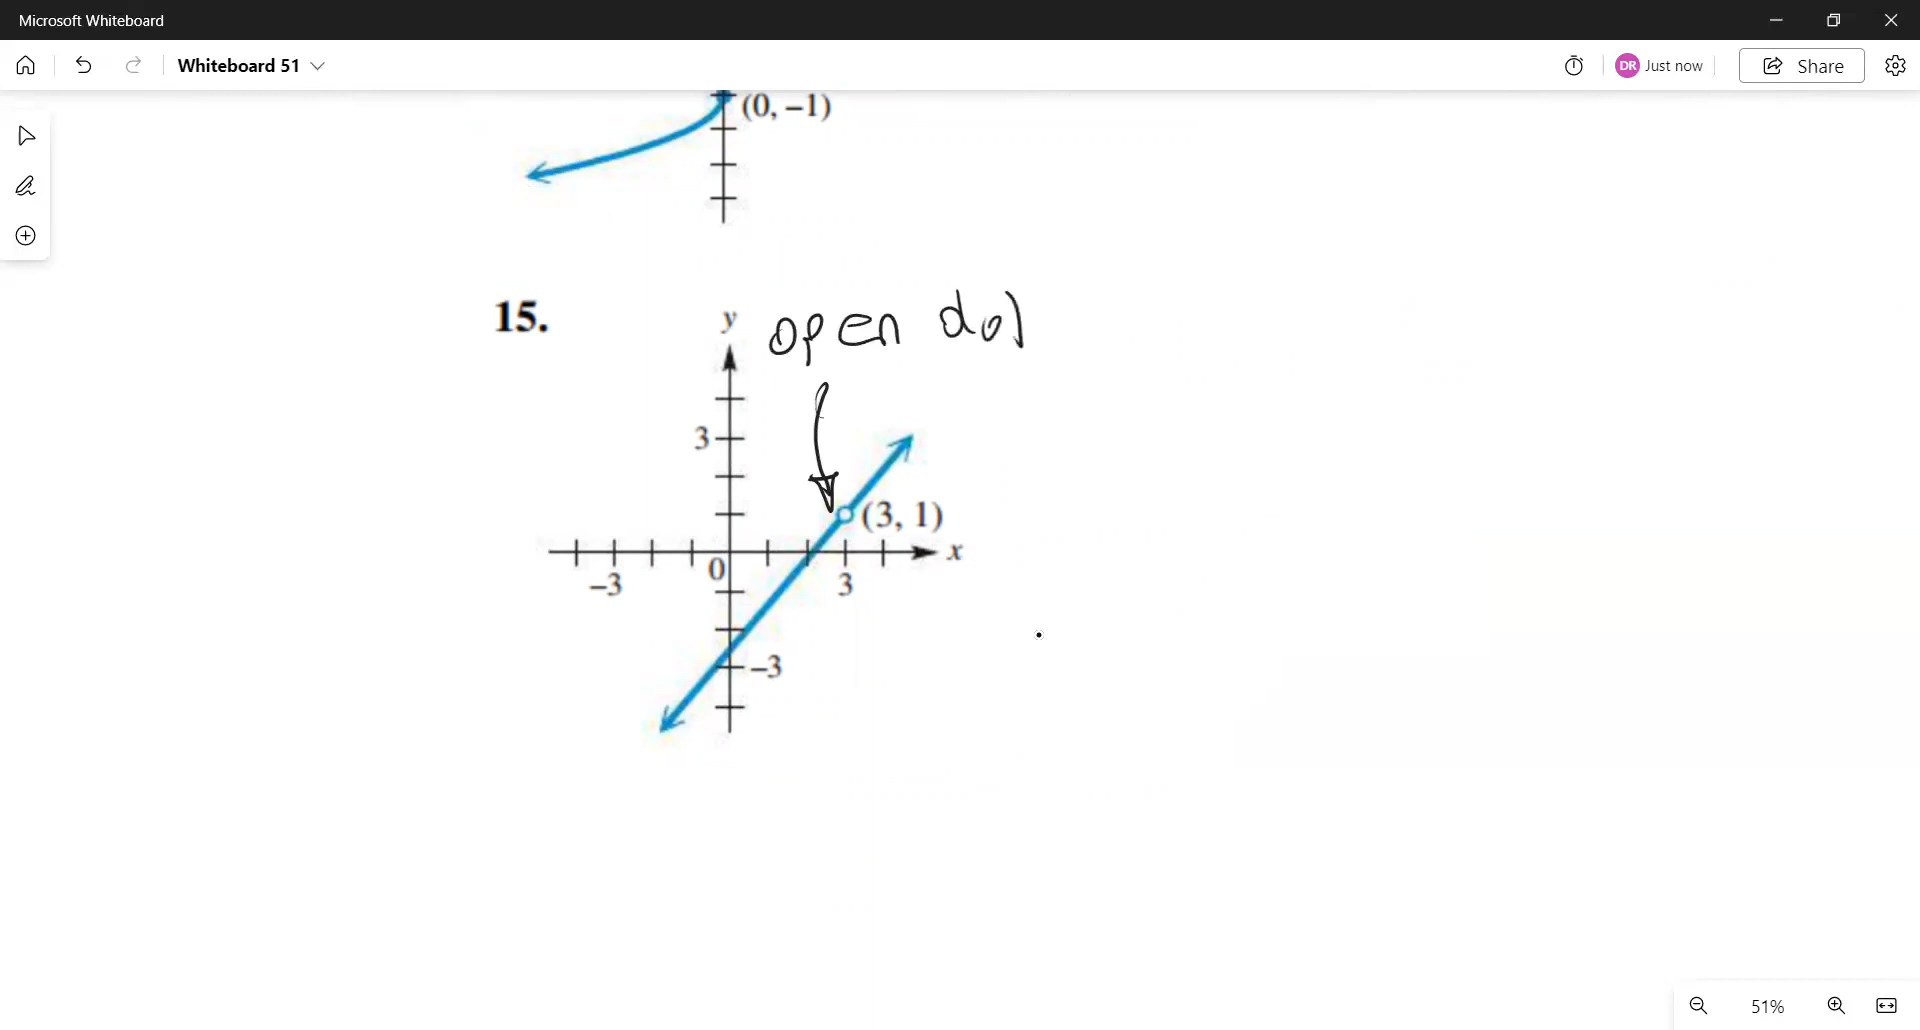 Microsoft Whiteboard
Whiteboard 51
DR Just now
Share
(0, –1)
15.
y
open dot
3
(3, 1)
x
–3
0
3
–3
51%